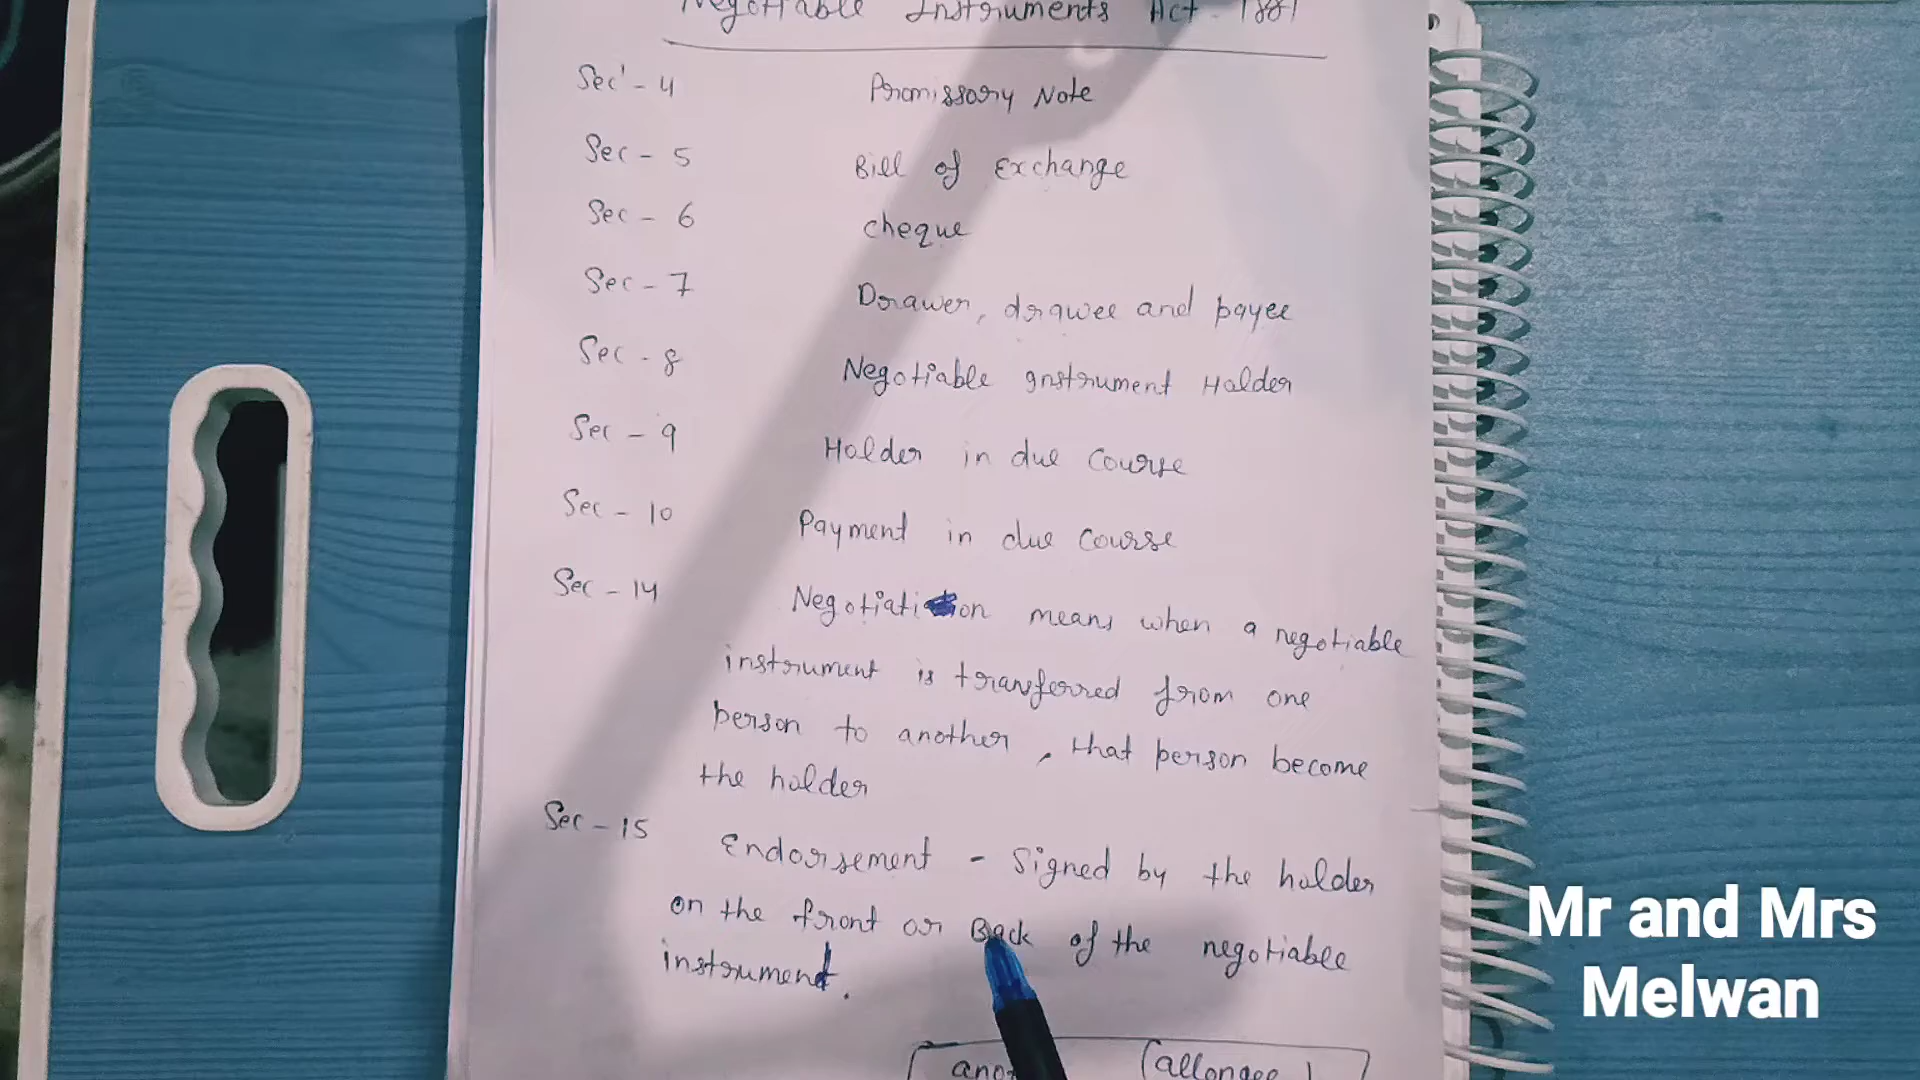 Negotiable Instruments Act - 1881
Sec - 4 Promissory Note
Sec - 5 Bill of Exchange
Sec - 6 cheque
Sec - 7 Drawer, drawee and payee
Sec - 8 Negotiable Instrument Holder
Sec - 9 Holder in due course
Sec - 10 Payment in due course
Sec - 14 Negotiation means when a negotiable
instrument is transferred from one
person to another, that person become
the holder
Sec - 15 Endorsement - Signed by the holder
on the front or Back of the negotiable
instrument.
(allongee)
Mr and Mrs
Melwan